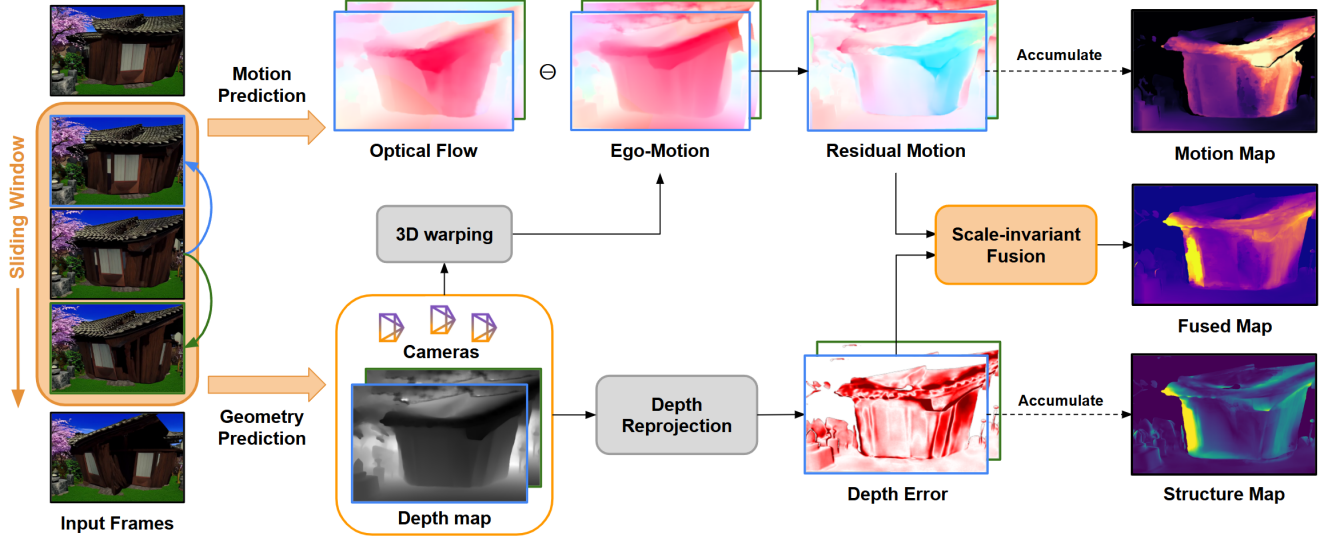 Sliding Window
Input Frames
Motion
Prediction
Geometry
Prediction
Optical Flow
⊖
Ego-Motion
Residual Motion
Accumulate
Motion Map
3D warping
Cameras
Depth map
Depth
Reprojection
Scale-invariant
Fusion
Fused Map
Depth Error
Accumulate
Structure Map